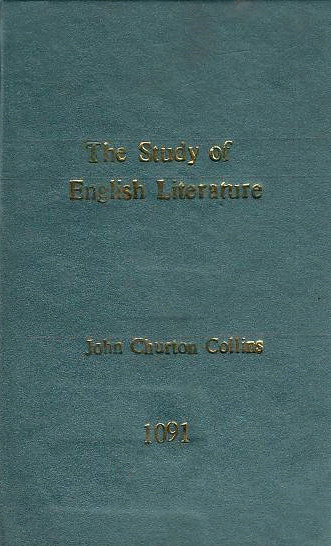 The Study of
English Literature
John Churton Collins
1091